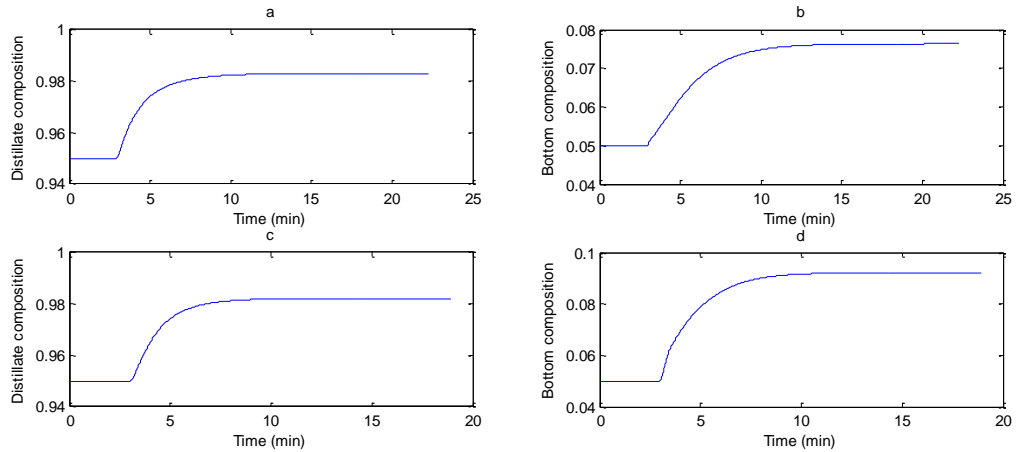 a
Distillate composition
1
0.98
0.96
0.94
0 5 10 15 20 25
Time (min)
b
Bottom composition
0.08
0.07
0.06
0.05
0.04
0 5 10 15 20 25
Time (min)
c
Distillate composition
1
0.98
0.96
0.94
0 5 10 15 20
Time (min)
d
Bottom composition
0.1
0.08
0.06
0.04
0 5 10 15 20
Time (min)